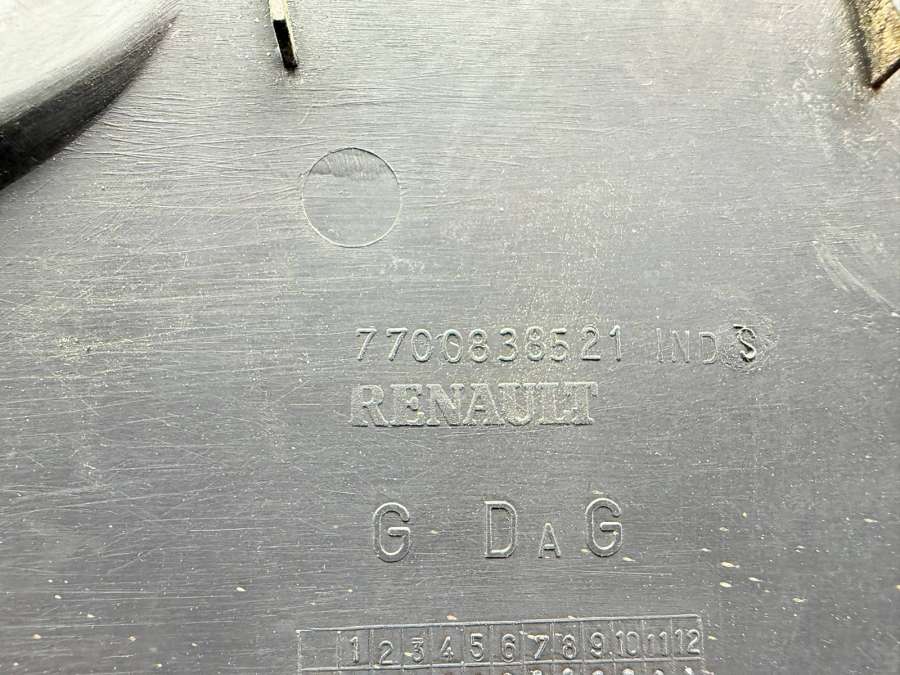 7700838521 IND S
RENAULT
G DAG
1 2 3 4 5 6 7 8 9 10 11 12